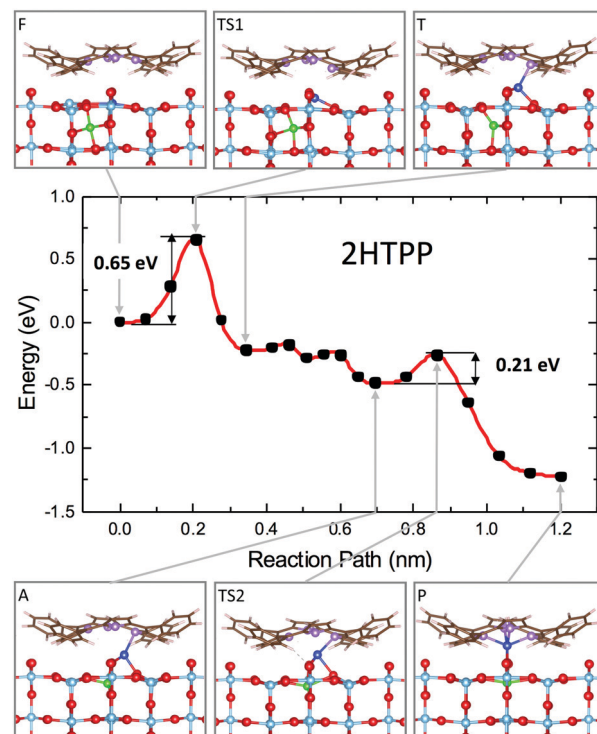 F
TS1
T
1.0
0.5
0.0
-0.5
-1.0
-1.5
Energy (eV)
0.65 eV
2HTPP
0.21 eV
0.0
0.2
0.4
0.6
0.8
1.0
1.2
Reaction Path (nm)
A
TS2
P